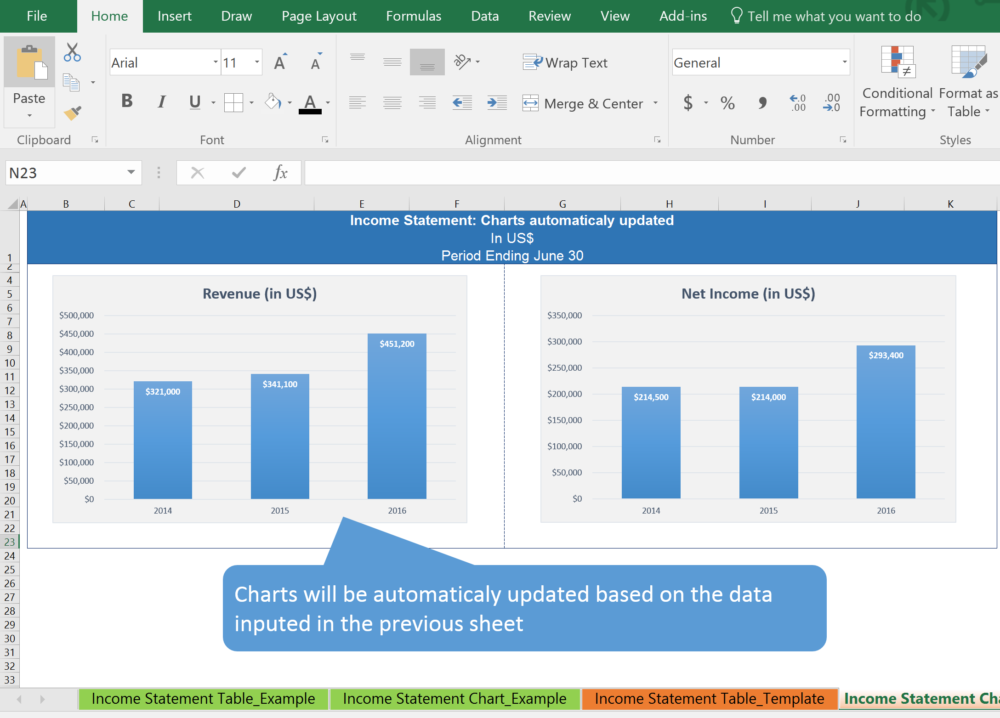 File Home Insert Draw Page Layout Formulas Data Review View Add-ins Tell me what you want to do
Paste
Clipboard
Arial 11
B I U A
Font
Wrap Text
Merge & Center
Alignment
General
$ % , .0 .00 .00 .0
Number
Conditional Formatting
Format as Table
Styles
N23 fx
A B C D E F G H I J K
Income Statement: Charts automaticaly updated
In US$
Period Ending June 30
1
2
4
5
6
7
8
9
10
11
12
13
14
15
16
17
18
19
20
21
22
23
24
25
26
27
28
29
30
31
32
33
Revenue (in US$)
$500,000
$450,000
$400,000
$350,000
$300,000
$250,000
$200,000
$150,000
$100,000
$50,000
$0
$321,000 $341,100 $451,200
2014 2015 2016
Net Income (in US$)
$350,000
$300,000
$250,000
$200,000
$150,000
$100,000
$50,000
$0
$214,500 $214,000 $293,400
2014 2015 2016
Charts will be automaticaly updated based on the data
inputed in the previous sheet
Income Statement Table_Example Income Statement Chart_Example Income Statement Table_Template Income Statement Cha